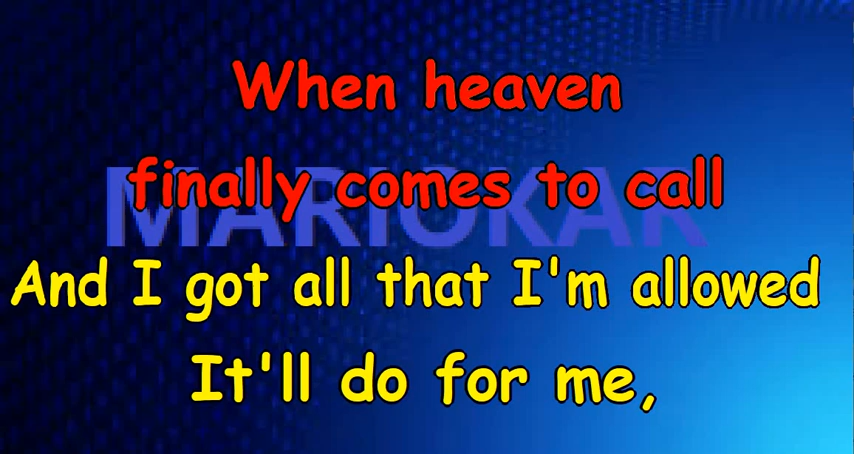 When heaven
finally comes to call
MARIOKAR
And I got all that I'm allowed
It'll do for me,